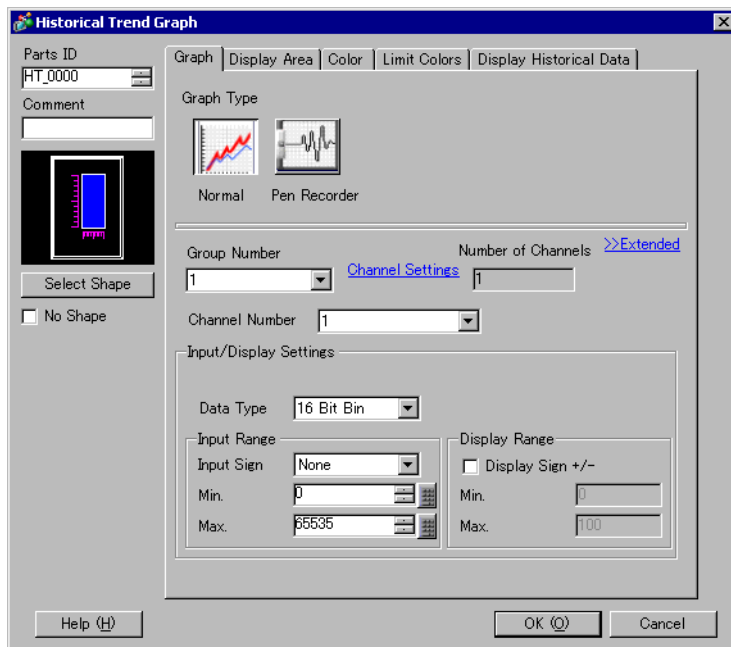 Historical Trend Graph
Parts ID
HT_0000
Comment
Select Shape
No Shape
Graph Display Area Color Limit Colors Display Historical Data
Graph Type
Normal Pen Recorder
>>Extended
Group Number Number of Channels
1 Channel Settings 1
Channel Number 1
Input/Display Settings
Data Type 16 Bit Bin
Input Range
Input Sign None
Min. 0
Max. 65535
Display Range
Display Sign +/-
Min. 0
Max. 100
Help (H) OK (O) Cancel